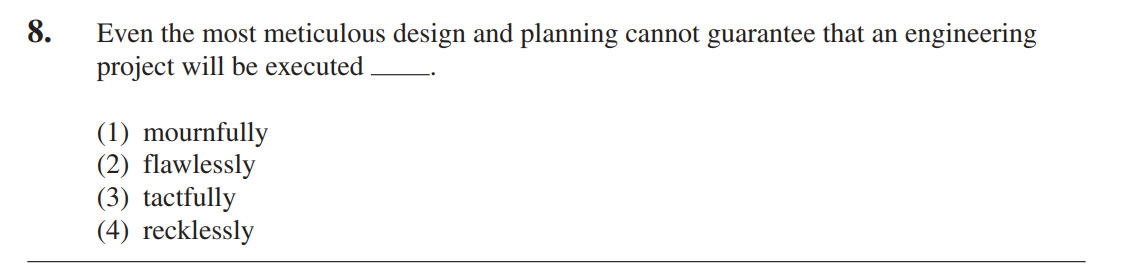 8. Even the most meticulous design and planning cannot guarantee that an engineering
project will be executed _____.
(1) mournfully
(2) flawlessly
(3) tactfully
(4) recklessly